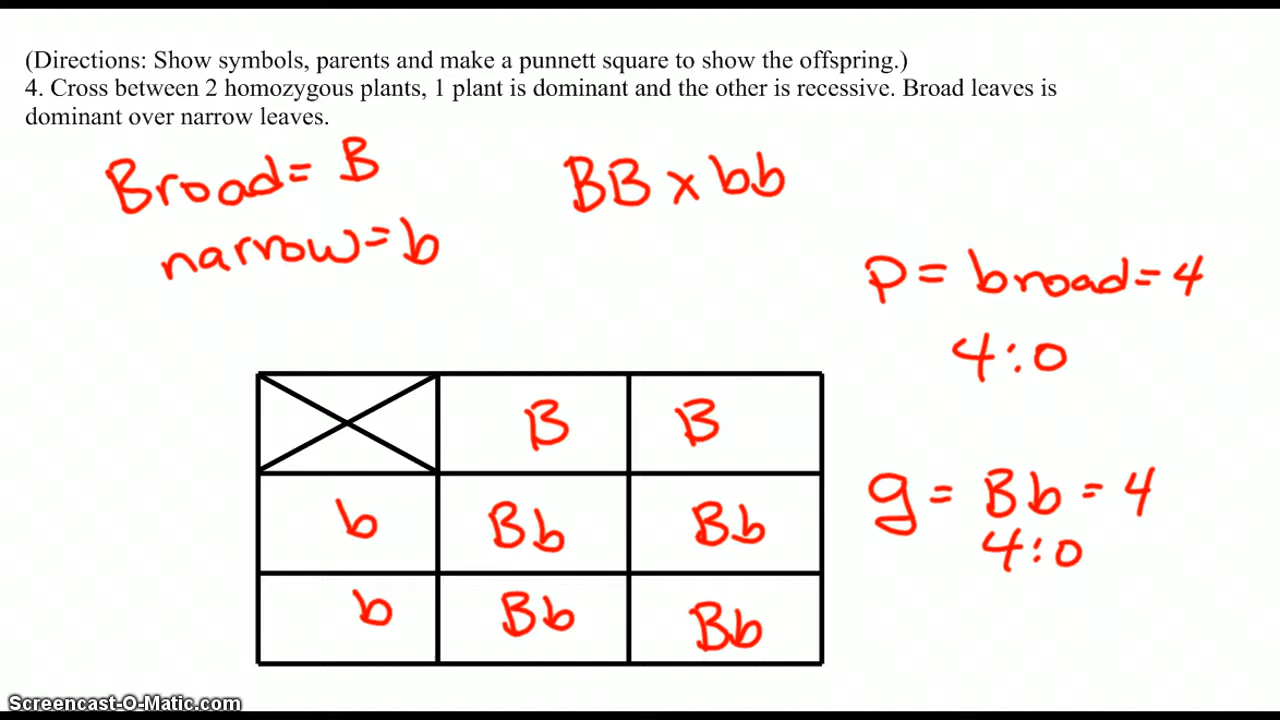 (Directions: Show symbols, parents and make a punnett square to show the offspring.)
4. Cross between 2 homozygous plants, 1 plant is dominant and the other is recessive. Broad leaves is
dominant over narrow leaves.
Broad = B
narrow = b
BB x bb
p = broad = 4
4:0
B B
b Bb Bb
b Bb Bb
g = Bb = 4
4:0
Screencast-O-Matic.com